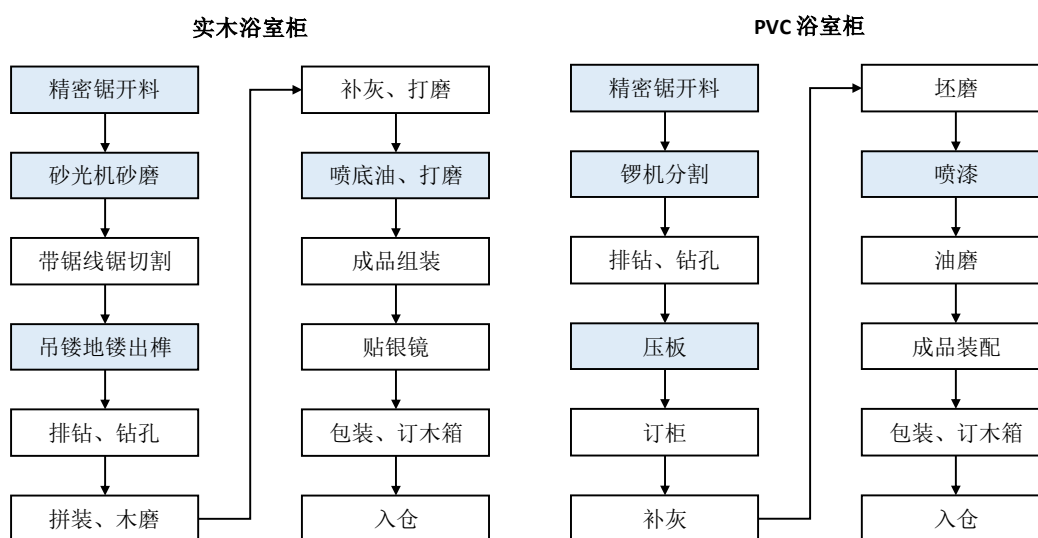 实木浴室柜
精密锯开料
砂光机砂磨
带锯线锯切割
吊镂地镂出榫
排钻、钻孔
拼装、木磨
补灰、打磨
喷底油、打磨
成品组装
贴银镜
包装、订木箱
入仓
PVC 浴室柜
精密锯开料
锣机分割
排钻、钻孔
压板
订柜
补灰
坯磨
喷漆
油磨
成品装配
包装、订木箱
入仓